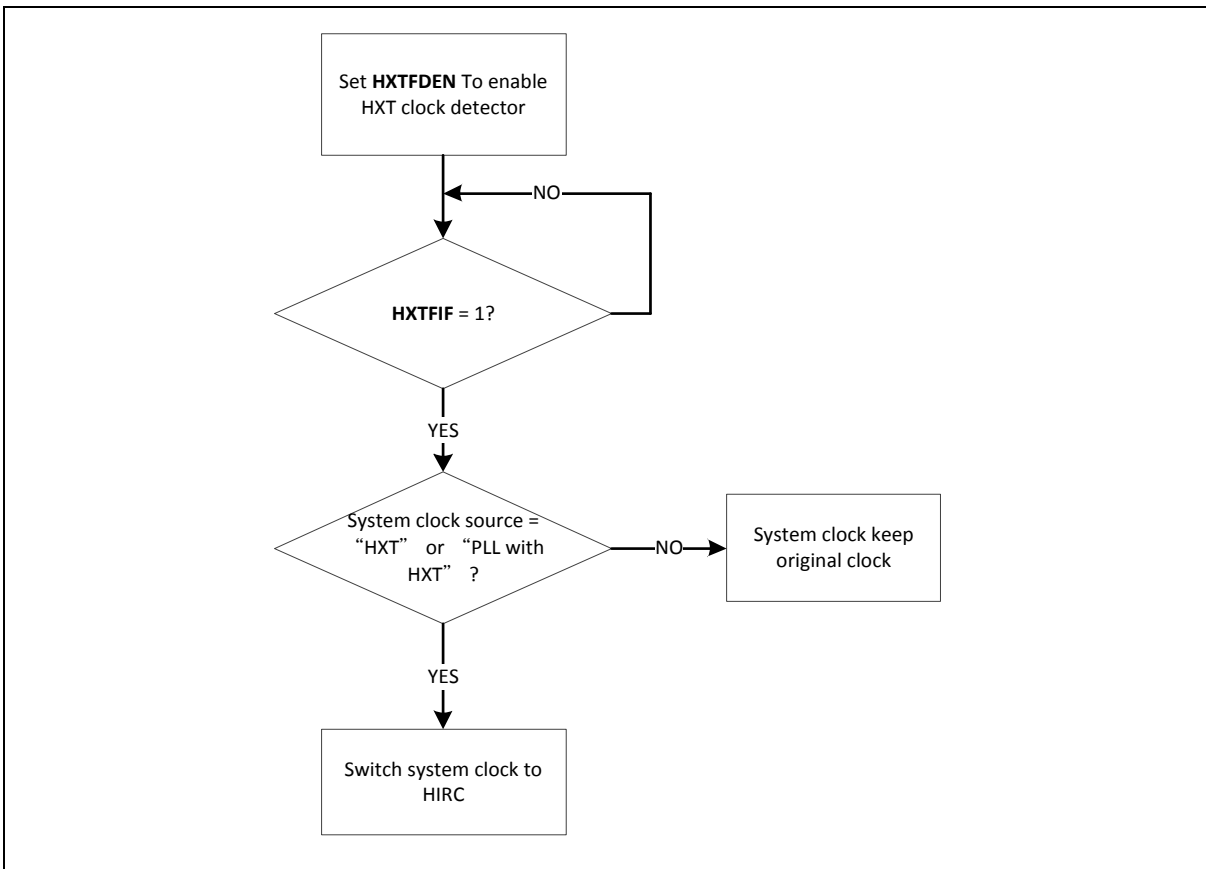 Set HXTFDEN To enable
HXT clock detector
NO
HXTFIF = 1?
YES
System clock source =
“HXT” or “PLL with
HXT” ?
NO
System clock keep
original clock
YES
Switch system clock to
HIRC